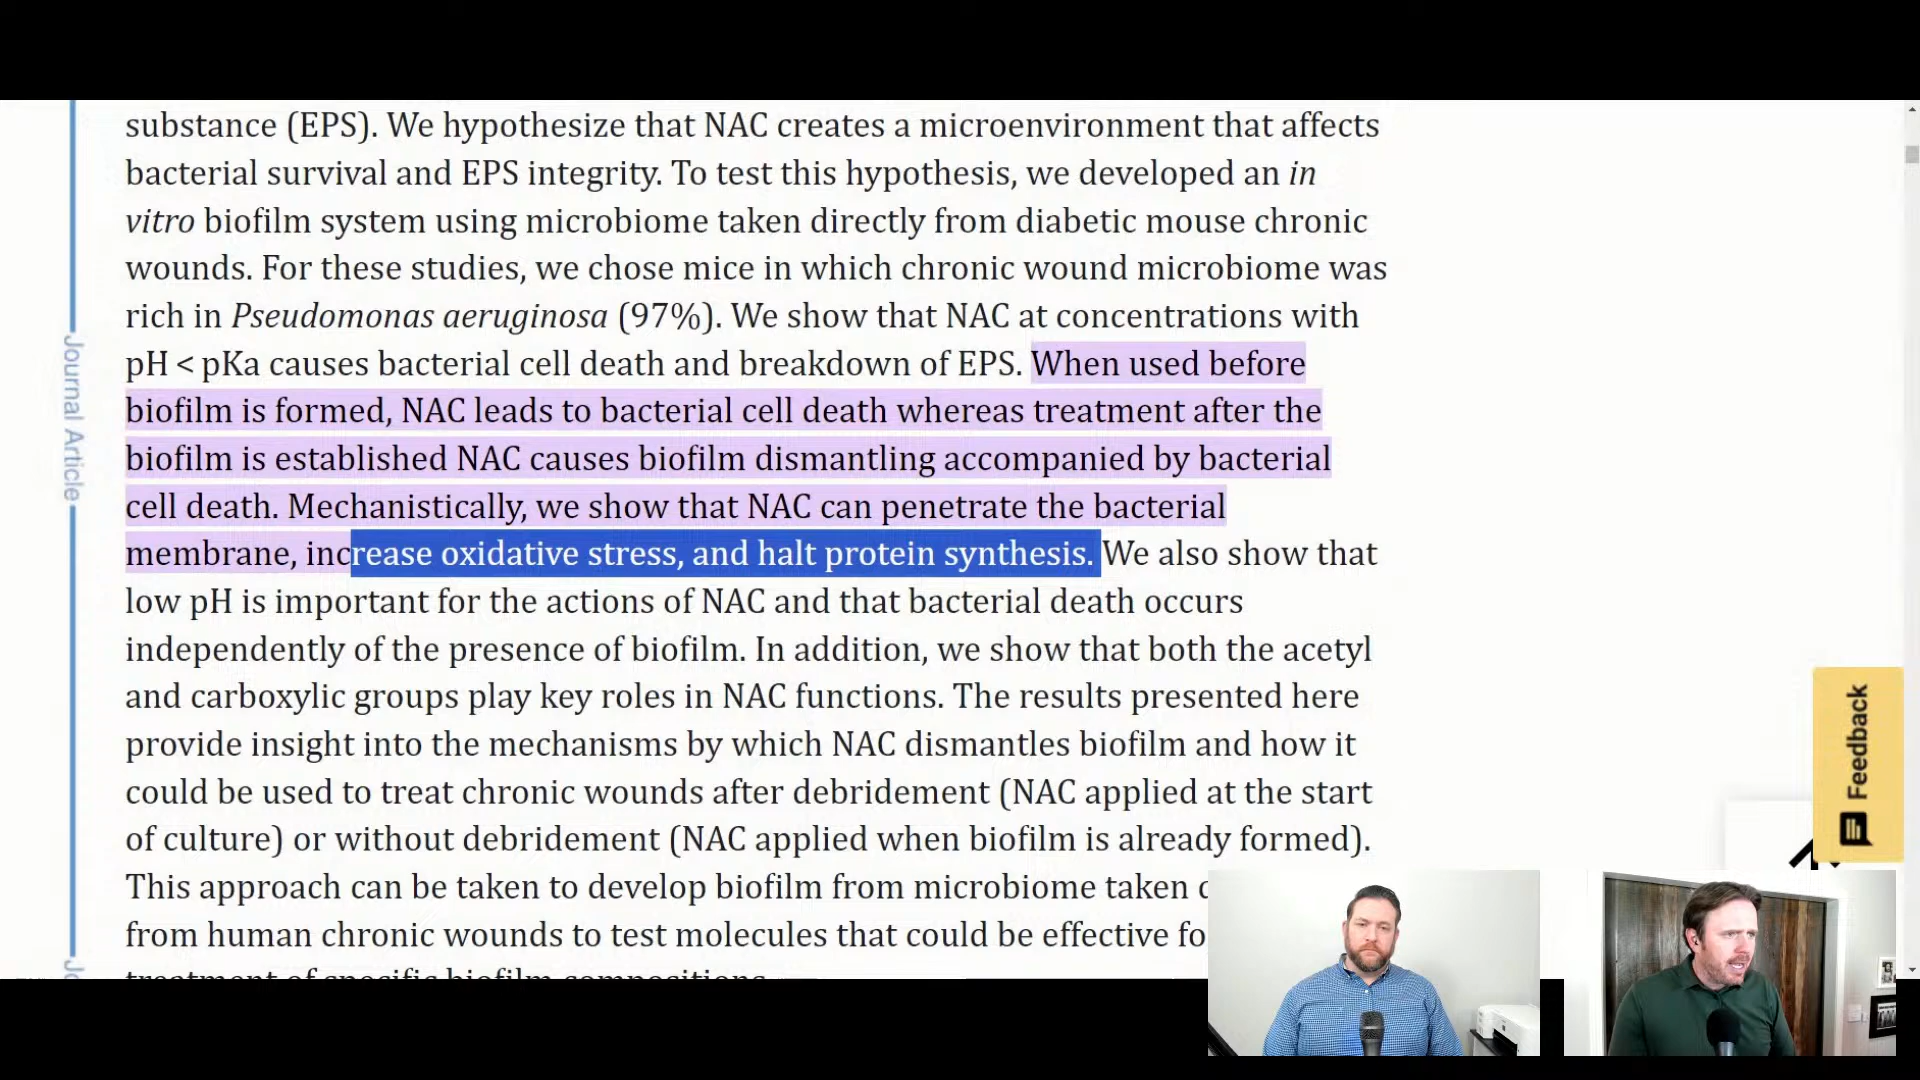 substance (EPS). We hypothesize that NAC creates a microenvironment that affects
bacterial survival and EPS integrity. To test this hypothesis, we developed an in
vitro biofilm system using microbiome taken directly from diabetic mouse chronic
wounds. For these studies, we chose mice in which chronic wound microbiome was
rich in Pseudomonas aeruginosa (97%). We show that NAC at concentrations with
pH < pKa causes bacterial cell death and breakdown of EPS. When used before
biofilm is formed, NAC leads to bacterial cell death whereas treatment after the
biofilm is established NAC causes biofilm dismantling accompanied by bacterial
cell death. Mechanistically, we show that NAC can penetrate the bacterial
membrane, increase oxidative stress, and halt protein synthesis. We also show that
low pH is important for the actions of NAC and that bacterial death occurs
independently of the presence of biofilm. In addition, we show that both the acetyl
and carboxylic groups play key roles in NAC functions. The results presented here
provide insight into the mechanisms by which NAC dismantles biofilm and how it
could be used to treat chronic wounds after debridement (NAC applied at the start
of culture) or without debridement (NAC applied when biofilm is already formed).
This approach can be taken to develop biofilm from microbiome taken
from human chronic wounds to test molecules that could be effective fo
treatment of specific biofilm compositions.
Journal Article
Feedback